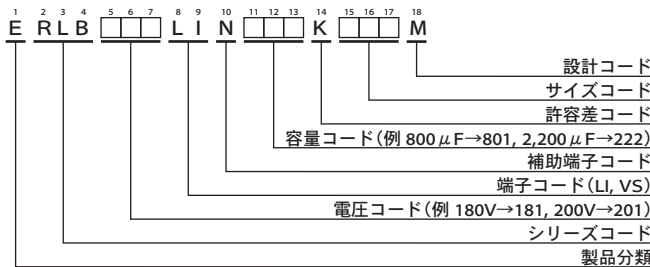 1 2 3 4 5 6 7 8 9 10 11 12 13 14 15 16 17 18
E RLB □□□ LI N □□□ K □□□ M
設計コード
サイズコード
許容差コード
容量コード(例 800μF→801, 2,200μF→222)
補助端子コード
端子コード(LI, VS)
電圧コード(例 180V→181, 200V→201)
シリーズコード
製品分類